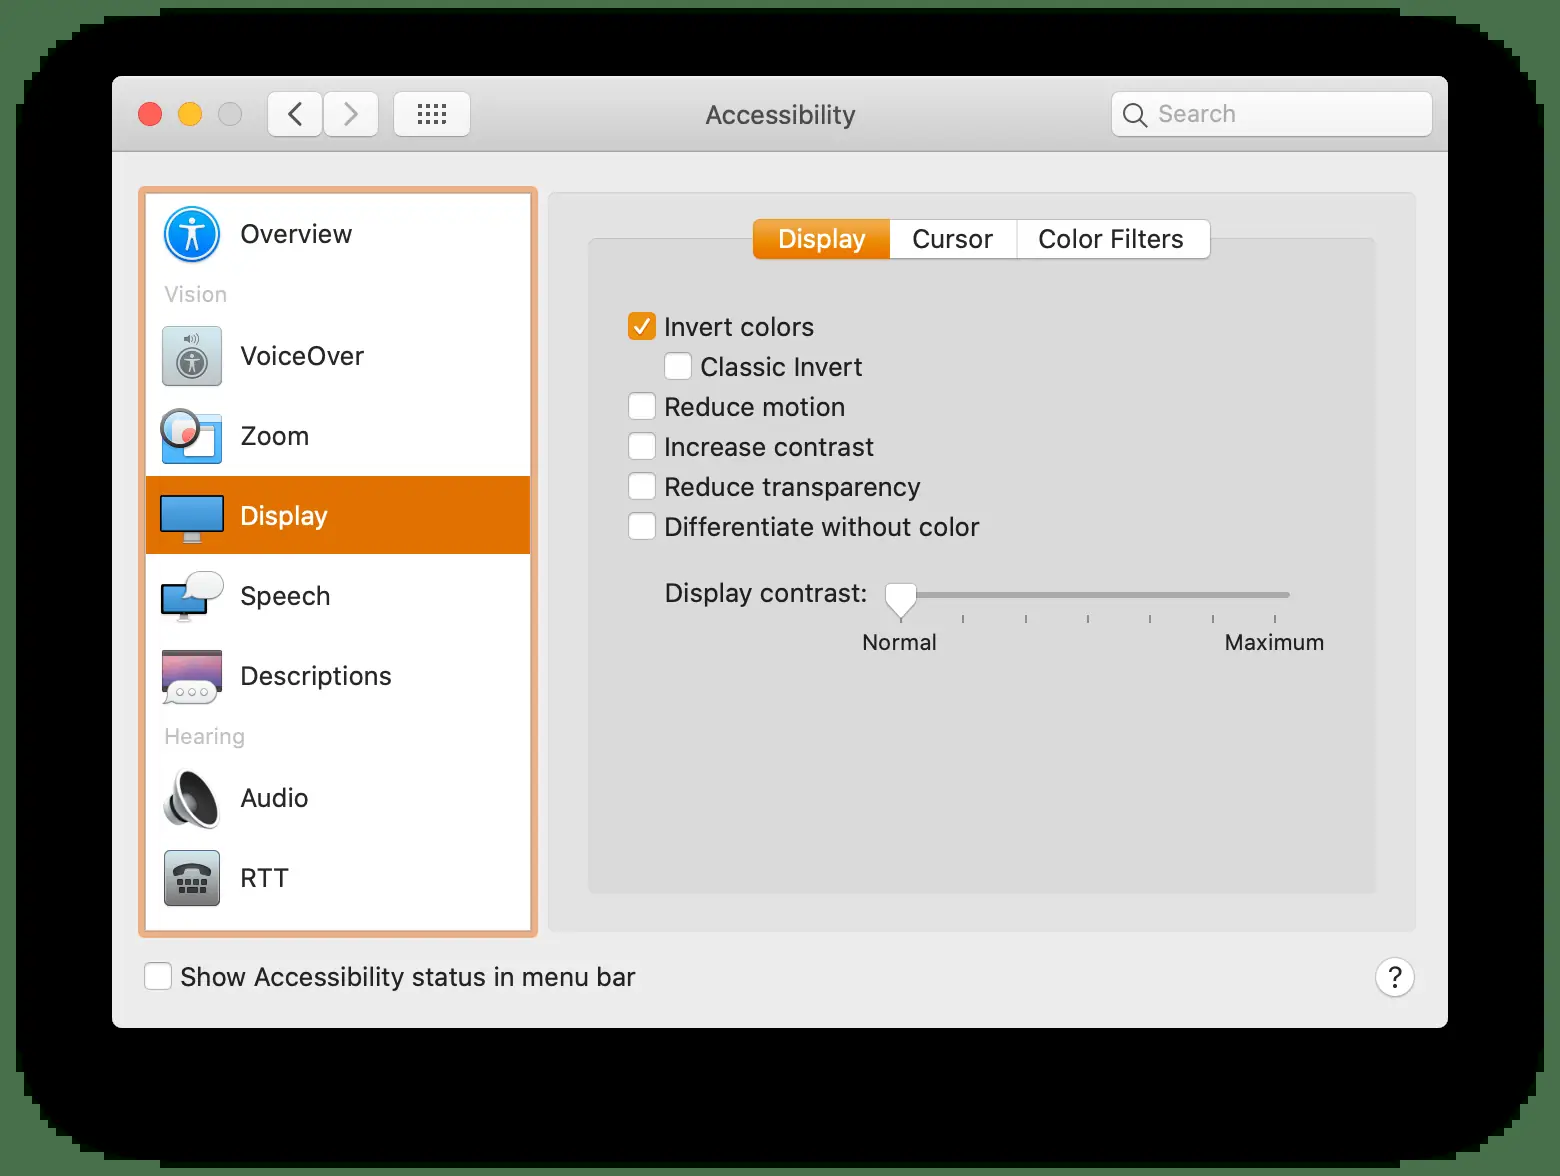 Accessibility
Search
Overview
Vision
VoiceOver
Zoom
Display
Speech
Descriptions
Hearing
Audio
RTT
Display Cursor Color Filters
Invert colors
Classic Invert
Reduce motion
Increase contrast
Reduce transparency
Differentiate without color
Display contrast:
Normal Maximum
Show Accessibility status in menu bar
?